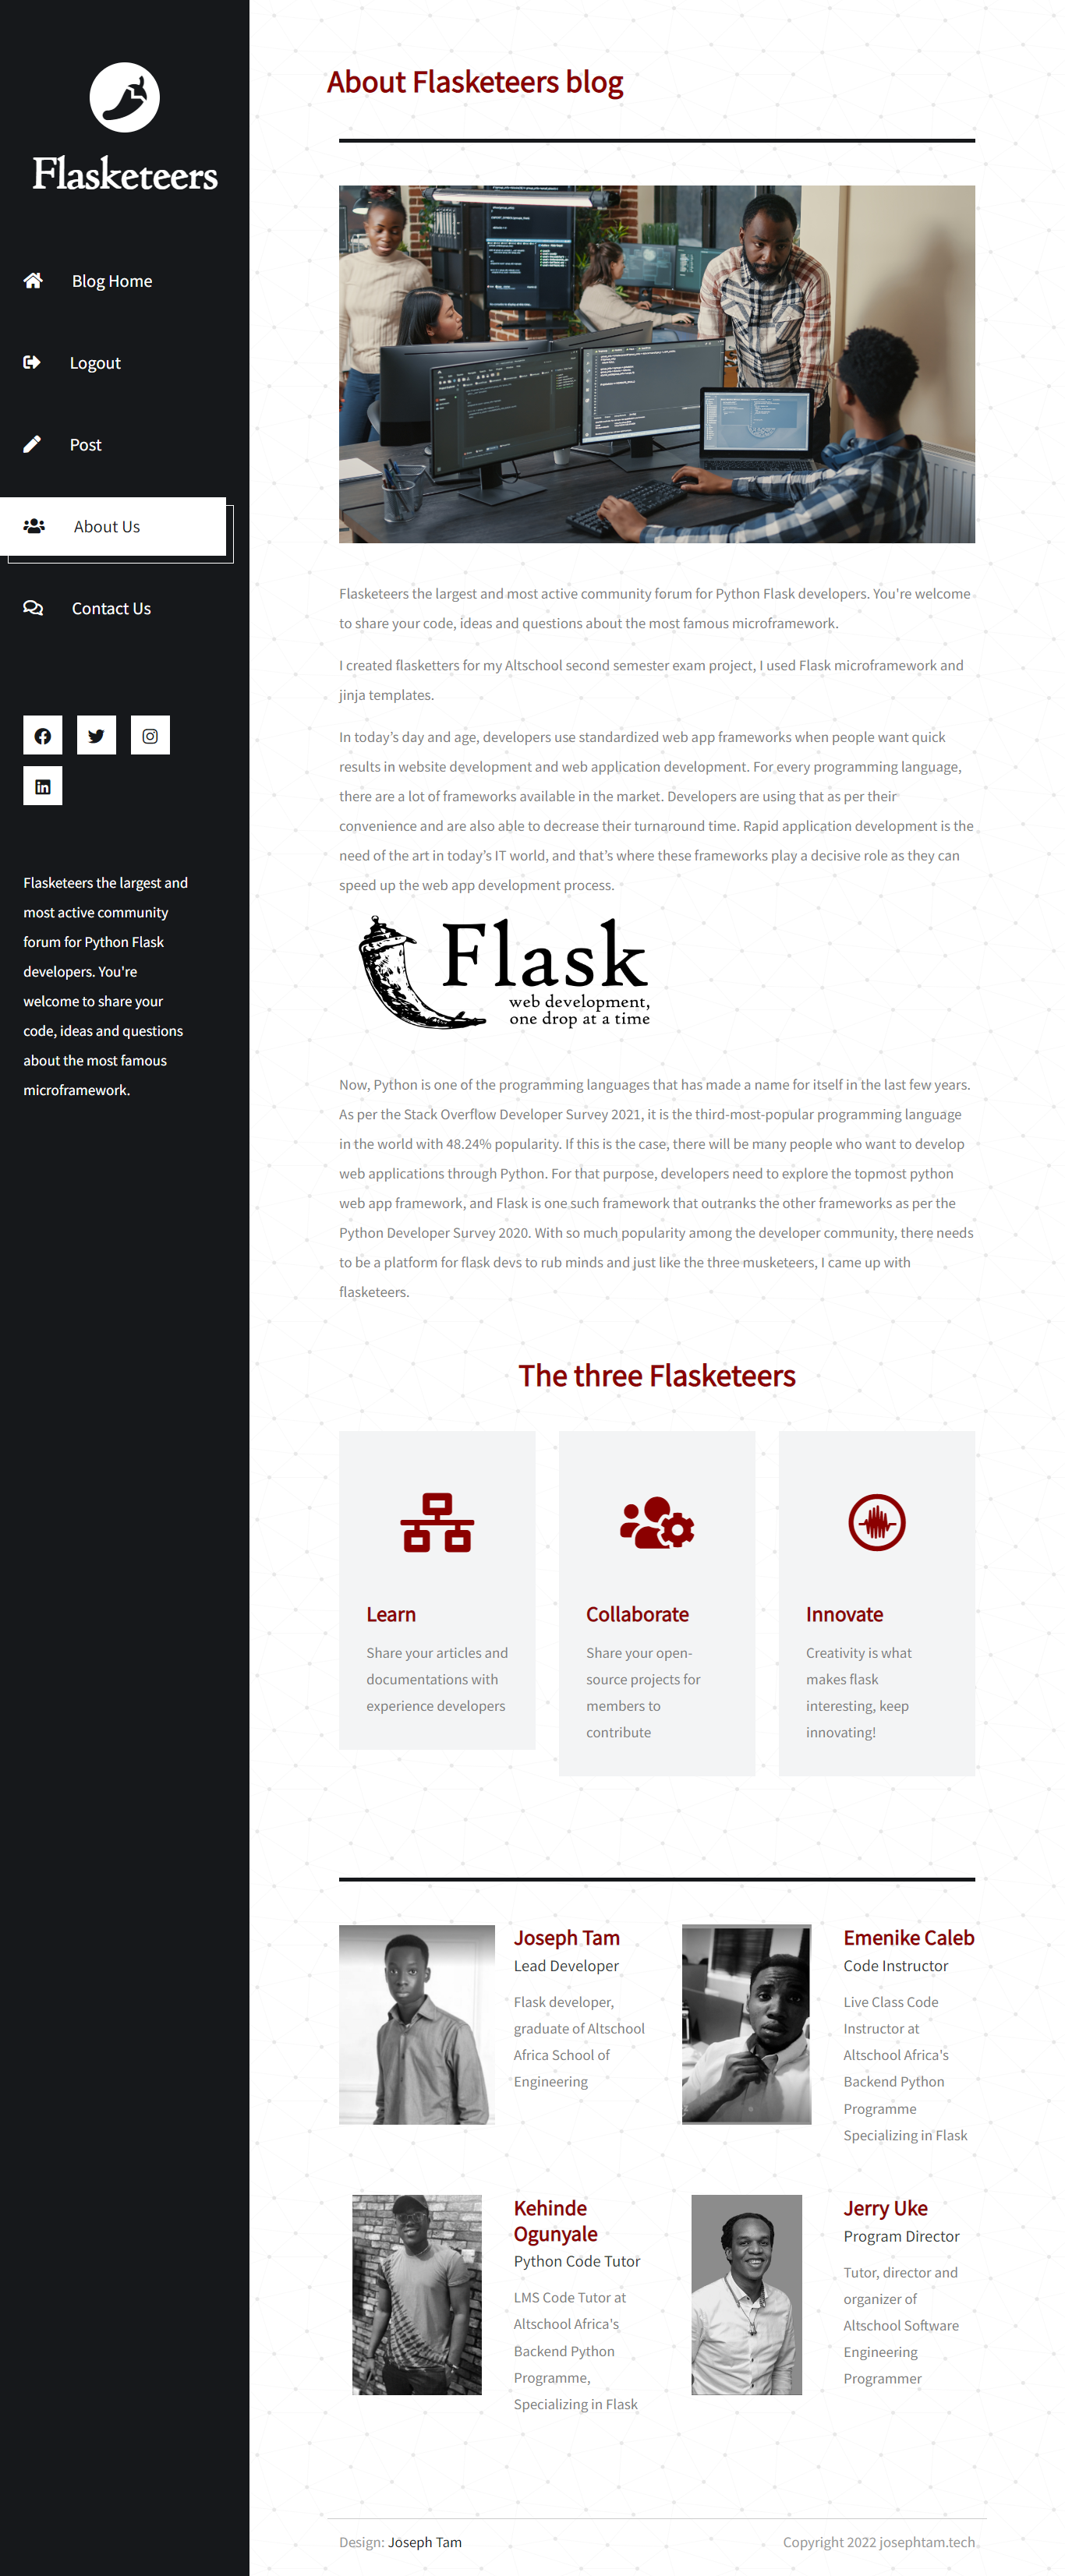 Flasketeers
Blog Home
Logout
Post
About Us
Contact Us
Flasketeers the largest and
most active community
forum for Python Flask
developers. You're
welcome to share your
code, ideas and questions
about the most famous
microframework.
About Flasketeers blog
Flasketeers the largest and most active community forum for Python Flask developers. You're welcome
to share your code, ideas and questions about the most famous microframework.
I created flasketters for my Altschool second semester exam project, I used Flask microframework and
jinja templates.
In today’s day and age, developers use standardized web app frameworks when people want quick
results in website development and web application development. For every programming language,
there are a lot of frameworks available in the market. Developers are using that as per their
convenience and are also able to decrease their turnaround time. Rapid application development is the
need of the art in today’s IT world, and that’s where these frameworks play a decisive role as they can
speed up the web app development process.
Flask
web development,
one drop at a time
Now, Python is one of the programming languages that has made a name for itself in the last few years.
As per the Stack Overflow Developer Survey 2021, it is the third-most-popular programming language
in the world with 48.24% popularity. If this is the case, there will be many people who want to develop
web applications through Python. For that purpose, developers need to explore the topmost python
web app framework, and Flask is one such framework that outranks the other frameworks as per the
Python Developer Survey 2020. With so much popularity among the developer community, there needs
to be a platform for flask devs to rub minds and just like the three musketeers, I came up with
flasketeers.
The three Flasketeers
Learn
Share your articles and
documentations with
experience developers
Collaborate
Share your open-
source projects for
members to
contribute
Innovate
Creativity is what
makes flask
interesting, keep
innovating!
Joseph Tam
Lead Developer
Flask developer,
graduate of Altschool
Africa School of
Engineering
Emenike Caleb
Code Instructor
Live Class Code
Instructor at
Altschool Africa's
Backend Python
Programme
Specializing in Flask
Kehinde
Ogunyale
Python Code Tutor
LMS Code Tutor at
Altschool Africa's
Backend Python
Programme,
Specializing in Flask
Jerry Uke
Program Director
Tutor, director and
organizer of
Altschool Software
Engineering
Programmer
Design: Joseph Tam
Copyright 2022 josephtam.tech